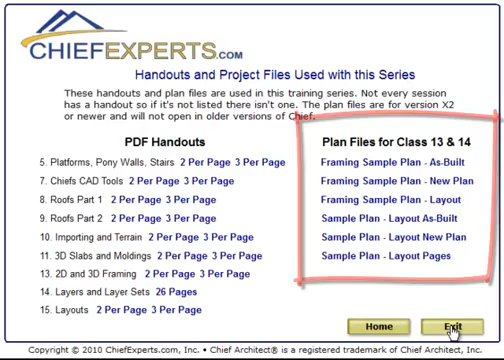 CHIEFEXPERTS.COM
Handouts and Project Files Used with this Series
These handouts and plan files are used in this training series. Not every session
has a handout so if it's not listed there isn't one. The plan files are for version X2
or newer and will not open in older versions of Chief.
PDF Handouts
5. Platforms, Pony Walls, Stairs 2 Per Page 3 Per Page
7. Chiefs CAD Tools 2 Per Page 3 Per Page
8. Roofs Part 1 2 Per Page 3 Per Page
9. Roofs Part 2 2 Per Page 3 Per Page
10. Importing and Terrain 2 Per Page 3 Per Page
11. 3D Slabs and Moldings 2 Per Page 3 Per Page
13. 2D and 3D Framing 2 Per Page 3 Per Page
14. Layers and Layer Sets 26 Pages
15. Layouts 2 Per Page 3 Per Page
Plan Files for Class 13 & 14
Framing Sample Plan - As-Built
Framing Sample Plan - New Plan
Framing Sample Plan - Layout
Sample Plan - Layout As-Built
Sample Plan - Layout New Plan
Sample Plan - Layout Pages
Home
Exit
Copyright © 2010 ChiefExperts.com, Inc. • Chief Architect® is a registered trademark of Chief Architect, Inc.